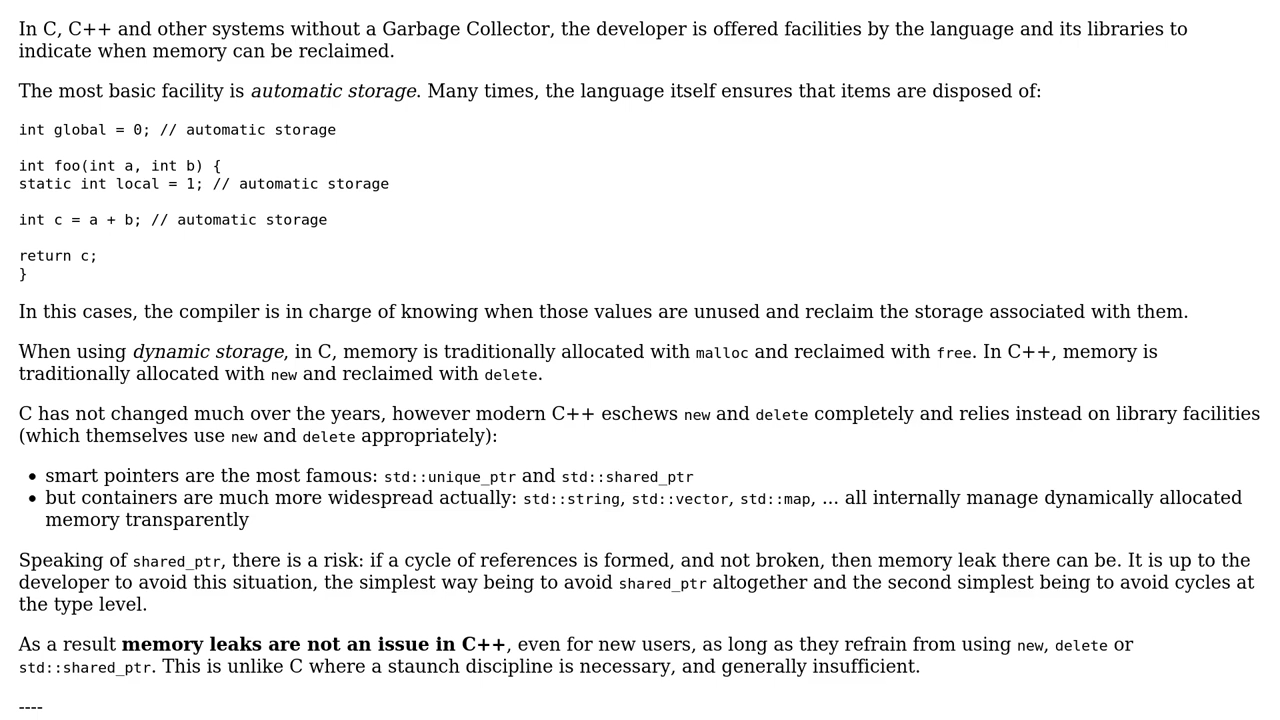 In C, C++ and other systems without a Garbage Collector, the developer is offered facilities by the language and its libraries to
indicate when memory can be reclaimed.
The most basic facility is automatic storage. Many times, the language itself ensures that items are disposed of:
int global = 0; // automatic storage
int foo(int a, int b) {
static int local = 1; // automatic storage
int c = a + b; // automatic storage
return c;
}
In this cases, the compiler is in charge of knowing when those values are unused and reclaim the storage associated with them.
When using dynamic storage, in C, memory is traditionally allocated with malloc and reclaimed with free. In C++, memory is
traditionally allocated with new and reclaimed with delete.
C has not changed much over the years, however modern C++ eschews new and delete completely and relies instead on library facilities
(which themselves use new and delete appropriately):
• smart pointers are the most famous: std::unique_ptr and std::shared_ptr
• but containers are much more widespread actually: std::string, std::vector, std::map, ... all internally manage dynamically allocated
memory transparently
Speaking of shared_ptr, there is a risk: if a cycle of references is formed, and not broken, then memory leak there can be. It is up to the
developer to avoid this situation, the simplest way being to avoid shared_ptr altogether and the second simplest being to avoid cycles at
the type level.
As a result memory leaks are not an issue in C++, even for new users, as long as they refrain from using new, delete or
std::shared_ptr. This is unlike C where a staunch discipline is necessary, and generally insufficient.
----